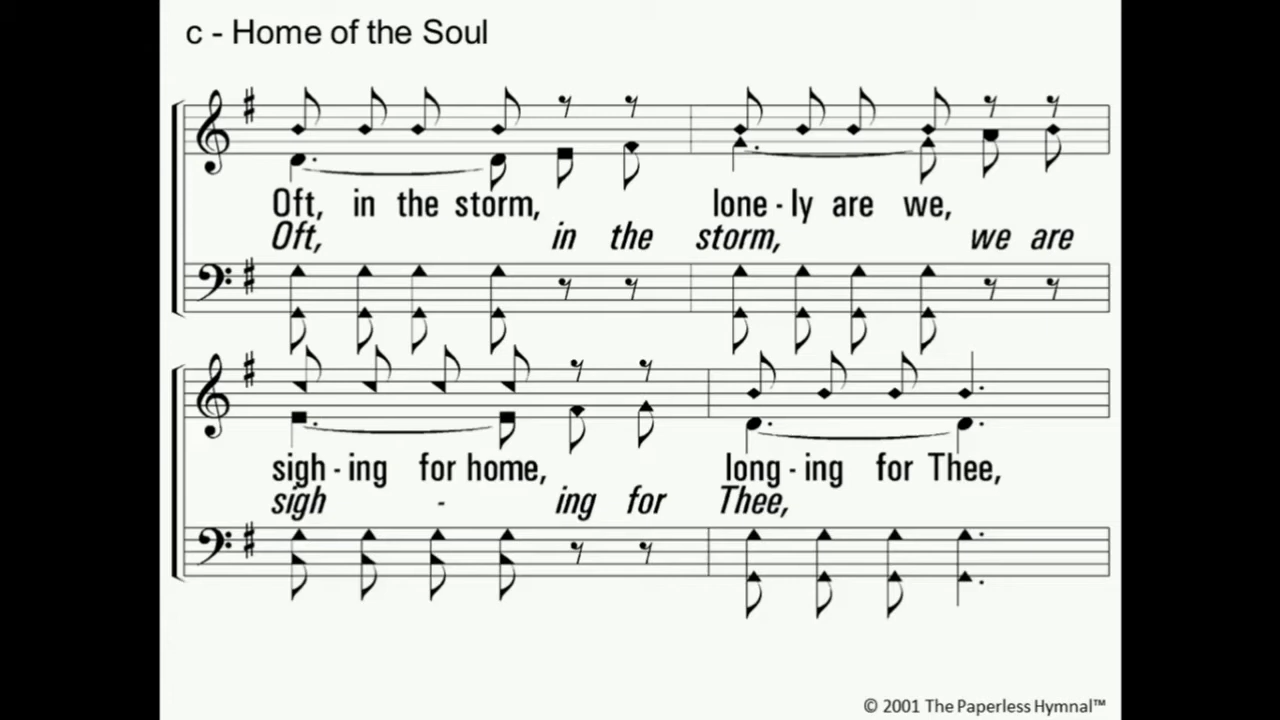 c - Home of the Soul
Oft, in the storm, lone - ly are we,
Oft, in the storm, we are
sigh - ing for home, long - ing for Thee,
sigh - ing for Thee,
© 2001 The Paperless Hymnal™